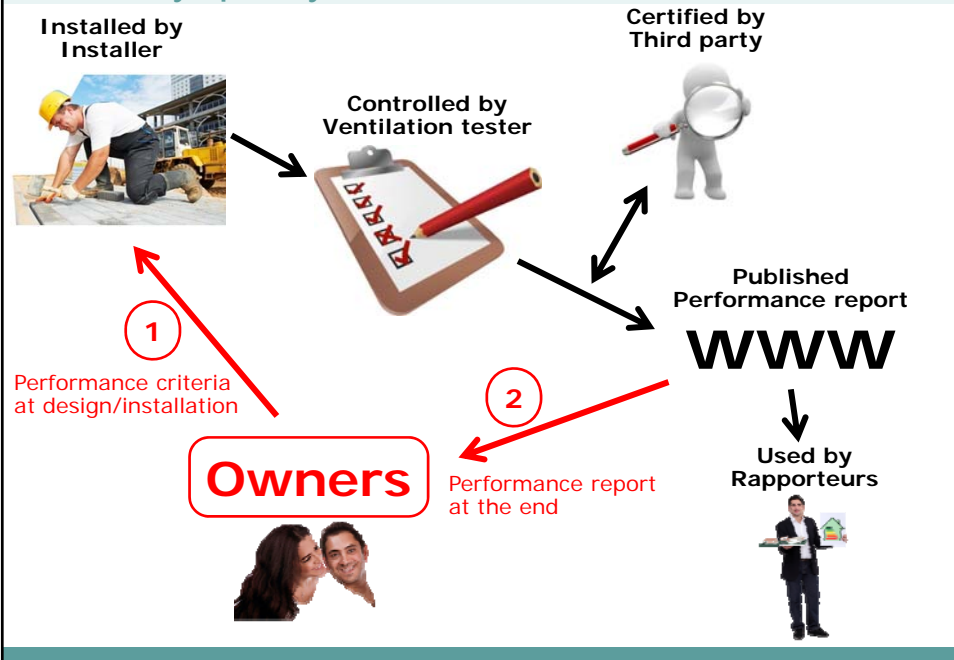 Installed by
Installer
Certified by
Third party
Controlled by
Ventilation tester
Published
Performance report
WWW
1
Performance criteria
at design/installation
2
Owners
Performance report
at the end
Used by
Rapporteurs